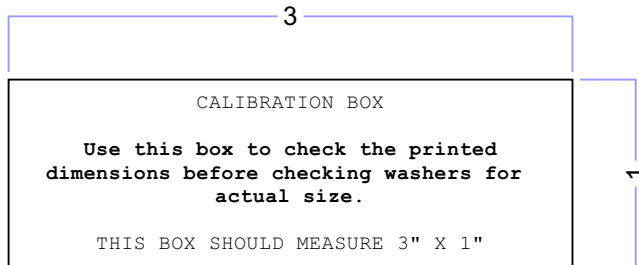 3
CALIBRATION BOX
Use this box to check the printed
dimensions before checking washers for
actual size.
THIS BOX SHOULD MEASURE 3" X 1"
1